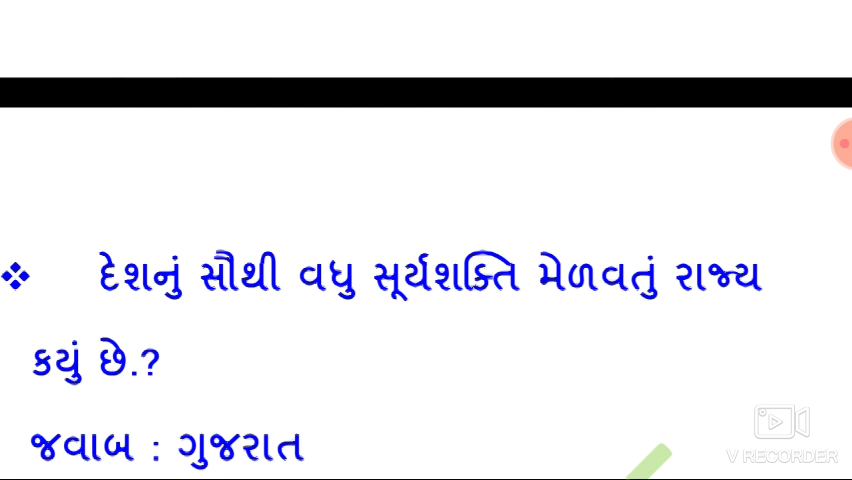 ❖ દેશનું સૌથી વધુ સૂર્યશક્તિ મેળવતું રાજ્ય
કયું છે.?
જવાબ : ગુજરાત
V RECORDER